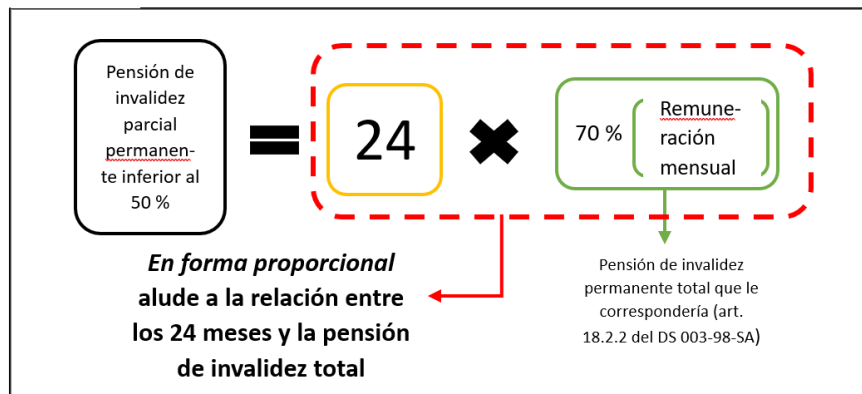 Pensión de
invalidez
parcial
permanen-
te inferior al
50 %
=
24
✖
70 %
Remune-
ración
mensual
En forma proporcional
alude a la relación entre
los 24 meses y la pensión
de invalidez total
Pensión de invalidez
permanente total que le
correspondería (art.
18.2.2 del DS 003-98-SA)